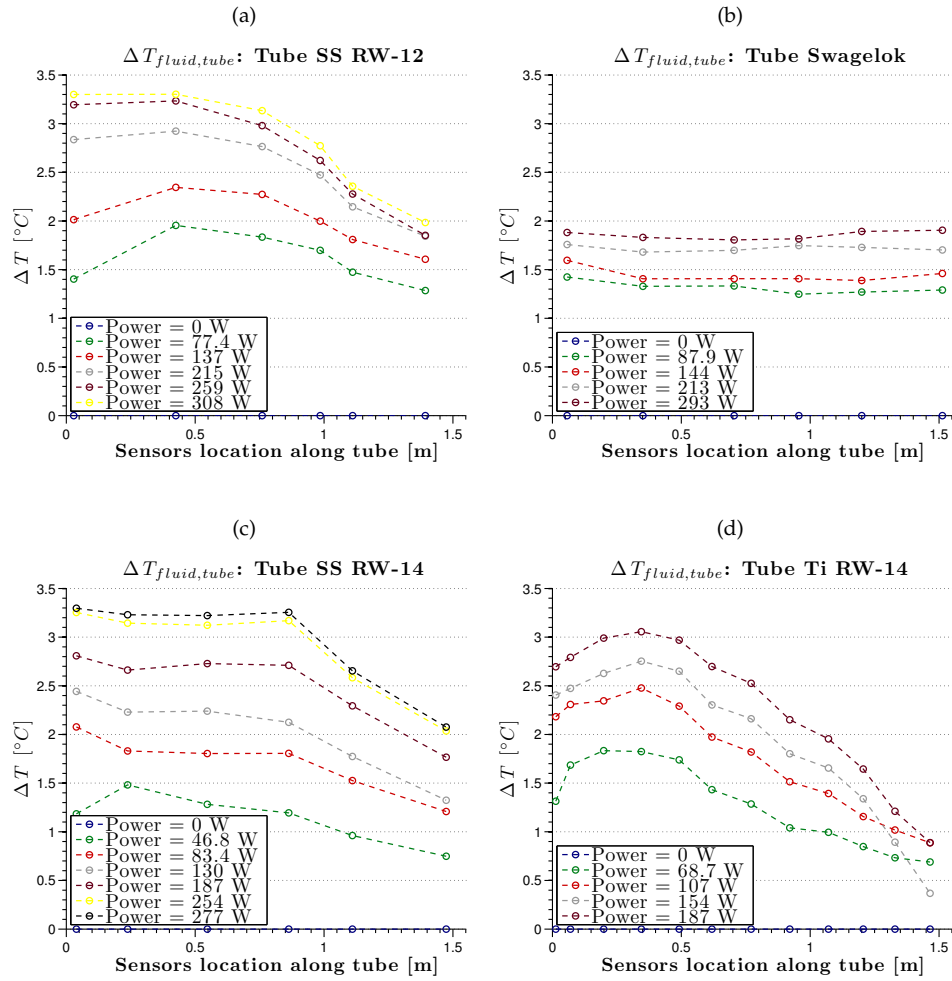 (a)
ΔT_{fluid,tube}: Tube SS RW-12
3.5
3
2.5
2
1.5
1
0.5
0
ΔT [°C]
Power = 0 W
Power = 77.4 W
Power = 137 W
Power = 215 W
Power = 259 W
Power = 308 W
0 0.5 1 1.5
Sensors location along tube [m]
(b)
ΔT_{fluid,tube}: Tube Swagelok
3.5
3
2.5
2
1.5
1
0.5
0
ΔT [°C]
Power = 0 W
Power = 87.9 W
Power = 144 W
Power = 213 W
Power = 293 W
0 0.5 1 1.5
Sensors location along tube [m]
(c)
ΔT_{fluid,tube}: Tube SS RW-14
3.5
3
2.5
2
1.5
1
0.5
0
ΔT [°C]
Power = 0 W
Power = 46.8 W
Power = 83.4 W
Power = 130 W
Power = 187 W
Power = 254 W
Power = 277 W
0 0.5 1 1.5
Sensors location along tube [m]
(d)
ΔT_{fluid,tube}: Tube Ti RW-14
3.5
3
2.5
2
1.5
1
0.5
0
ΔT [°C]
Power = 0 W
Power = 68.7 W
Power = 107 W
Power = 154 W
Power = 187 W
0 0.5 1 1.5
Sensors location along tube [m]